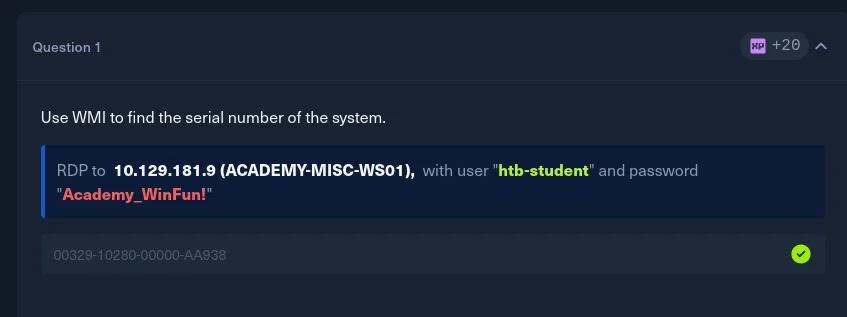 Question 1
XP +20
Use WMI to find the serial number of the system.
RDP to 10.129.181.9 (ACADEMY-MISC-WS01), with user "htb-student" and password
"Academy_WinFun!"
00329-10280-00000-AA938